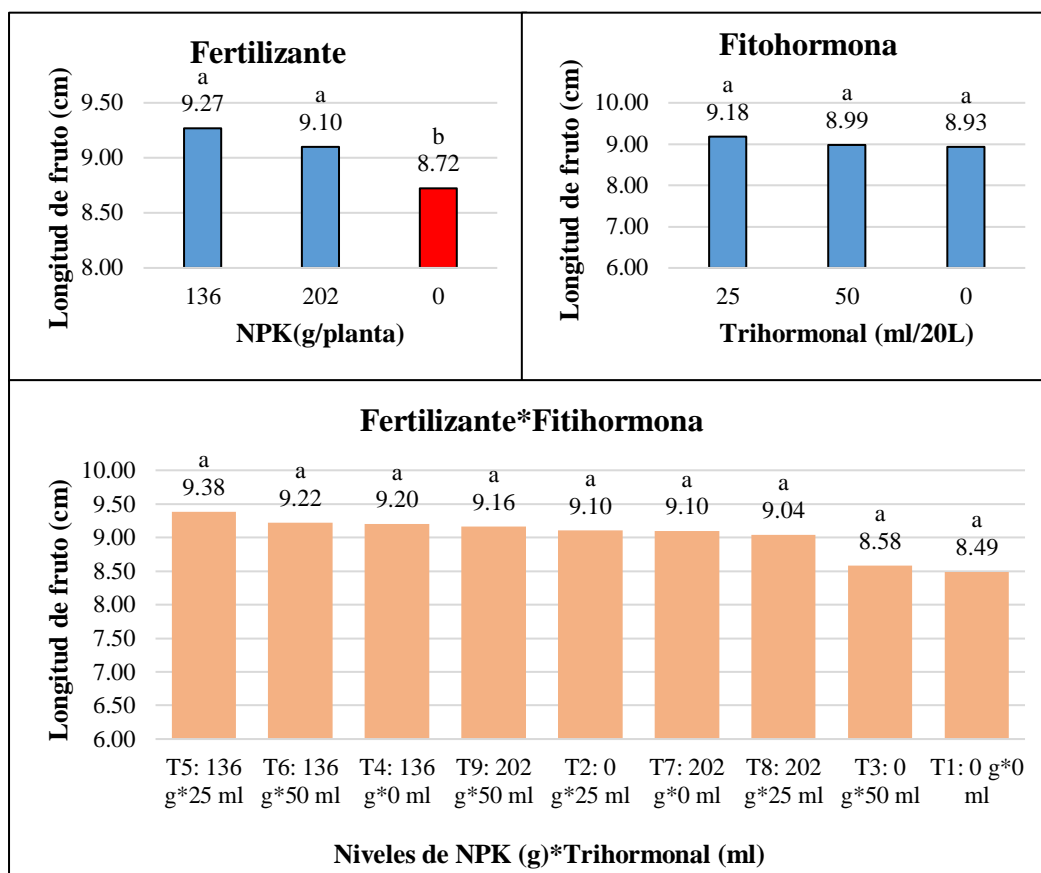 Fertilizante
Longitud de fruto (cm)
9.50
9.00
8.50
8.00
a
9.27
a
9.10
b
8.72
136
202
0
NPK(g/planta)
Fitohormona
Longitud de fruto (cm)
10.00
9.00
8.00
7.00
6.00
a
9.18
a
8.99
a
8.93
25
50
0
Trihormonal (ml/20L)
Fertilizante*Fitihormona
Longitud de fruto (cm)
10.00
9.50
9.00
8.50
8.00
7.50
7.00
6.50
6.00
a
9.38
a
9.22
a
9.20
a
9.16
a
9.10
a
9.10
a
9.04
a
8.58
a
8.49
T5: 136
g*25 ml
T6: 136
g*50 ml
T4: 136
g*0 ml
T9: 202
g*50 ml
T2: 0
g*25 ml
T7: 202
g*0 ml
T8: 202
g*25 ml
T3: 0
g*50 ml
T1: 0 g*0
ml
Niveles de NPK (g)*Trihormonal (ml)